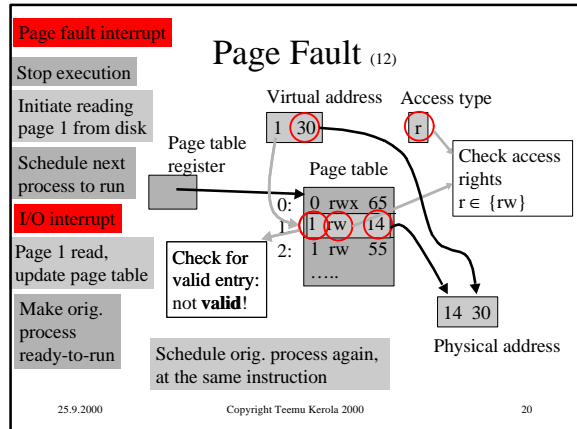 Page Fault (12)
Page fault interrupt
Stop execution
Initiate reading
page 1 from disk
Schedule next
process to run
I/O interrupt
Page 1 read,
update page table
Make orig.
process
ready-to-run
Virtual address
1 30
Access type
r
Page table
register
Page table
0: 0 rwx 65
1: 1 rw 14
2: 1 rw 55
…..
Check access
rights
r ∈ {rw}
Check for
valid entry:
not valid!
14 30
Physical address
Schedule orig. process again,
at the same instruction
25.9.2000
Copyright Teemu Kerola 2000
20